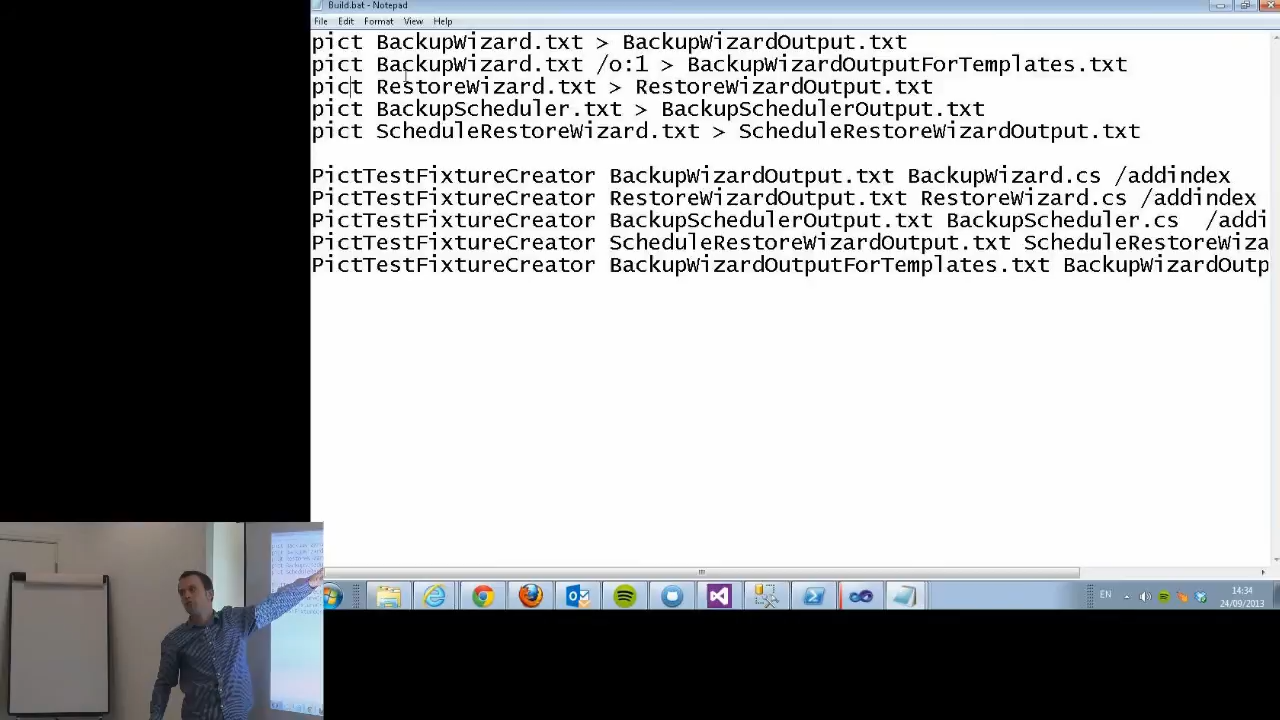 Build.bat - Notepad
File Edit Format View Help
pict BackupWizard.txt > BackupWizardOutput.txt
pict BackupWizard.txt /o:1 > BackupWizardOutputForTemplates.txt
pict RestoreWizard.txt > RestoreWizardOutput.txt
pict BackupScheduler.txt > BackupSchedulerOutput.txt
pict ScheduleRestoreWizard.txt > ScheduleRestoreWizardOutput.txt
PictTestFixtureCreator BackupWizardOutput.txt BackupWizard.cs /addindex
PictTestFixtureCreator RestoreWizardOutput.txt RestoreWizard.cs /addindex
PictTestFixtureCreator BackupSchedulerOutput.txt BackupScheduler.cs /addi
PictTestFixtureCreator ScheduleRestoreWizardOutput.txt ScheduleRestoreWiza
PictTestFixtureCreator BackupWizardOutputForTemplates.txt BackupWizardOutp
EN
14:34
24/09/2013